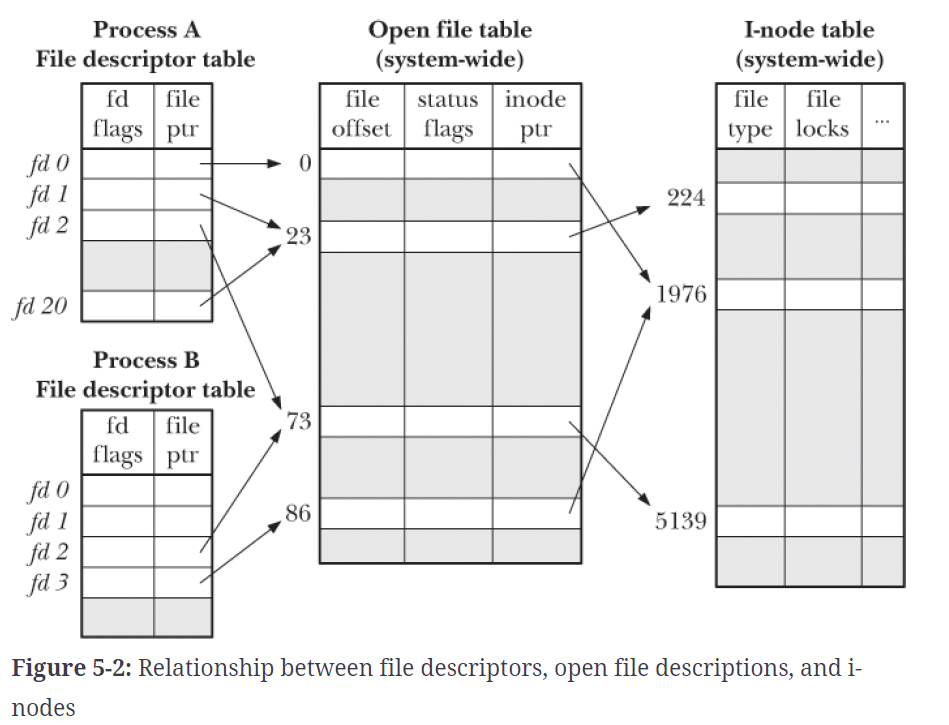 Process A
File descriptor table
fd file
flags ptr
fd 0
fd 1
fd 2
fd 20
Process B
File descriptor table
fd file
flags ptr
fd 0
fd 1
fd 2
fd 3
Open file table
(system-wide)
file status inode
offset flags ptr
0
23
73
86
I-node table
(system-wide)
file file ...
type locks
224
1976
5139
Figure 5-2: Relationship between file descriptors, open file descriptions, and i-
nodes